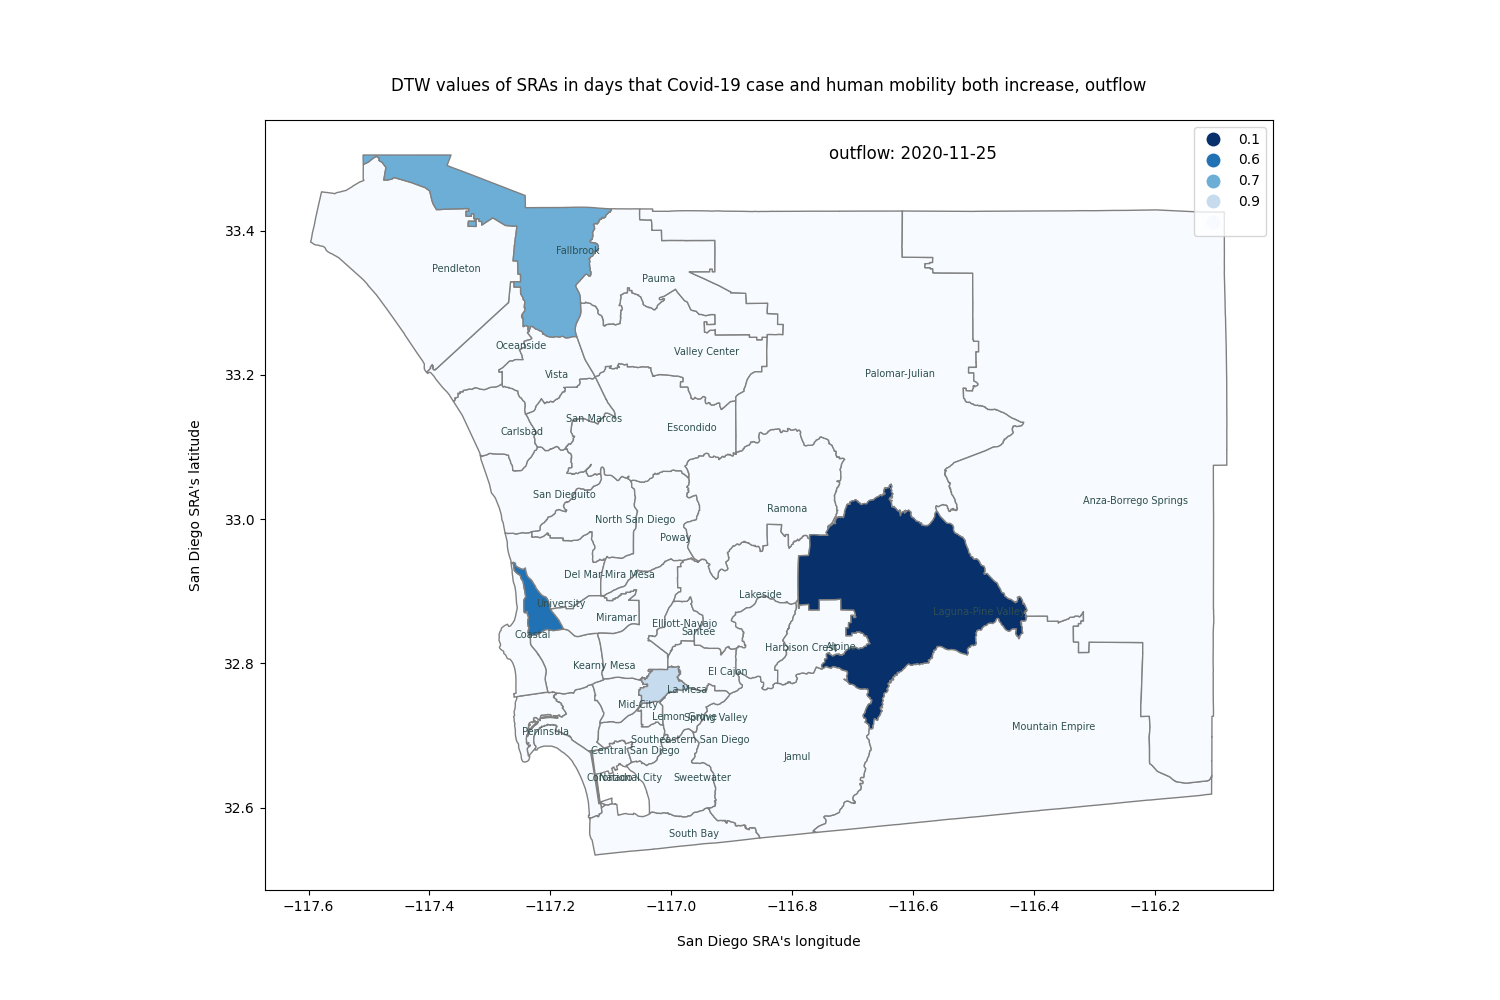 DTW values of SRAs in days that Covid-19 case and human mobility both increase, outflow
outflow: 2020-11-25
0.1
0.6
0.7
0.9
33.4
33.2
33.0
32.8
32.6
San Diego SRA's latitude
Fallbrook
Pendleton
Pauma
Oceanside
Valley Center
Vista
Palomar-Julian
San Marcos
Carlsbad
Escondido
San Dieguito
Anza-Borrego Springs
Ramona
North San Diego
Poway
Del Mar-Mira Mesa
Lakeside
University
Laguna-Pine Valley
Miramar
Elliott-Navajo
Santee
Coastal
Harbison Crest
Alpine
Kearny Mesa
El Cajon
La Mesa
Mid-City
Lemon Grove
Spring Valley
Mountain Empire
Peninsula
Southeastern San Diego
Central San Diego
Jamul
Coronado
National City
Sweetwater
South Bay
−117.6
−117.4
−117.2
−117.0
−116.8
−116.6
−116.4
−116.2
San Diego SRA's longitude